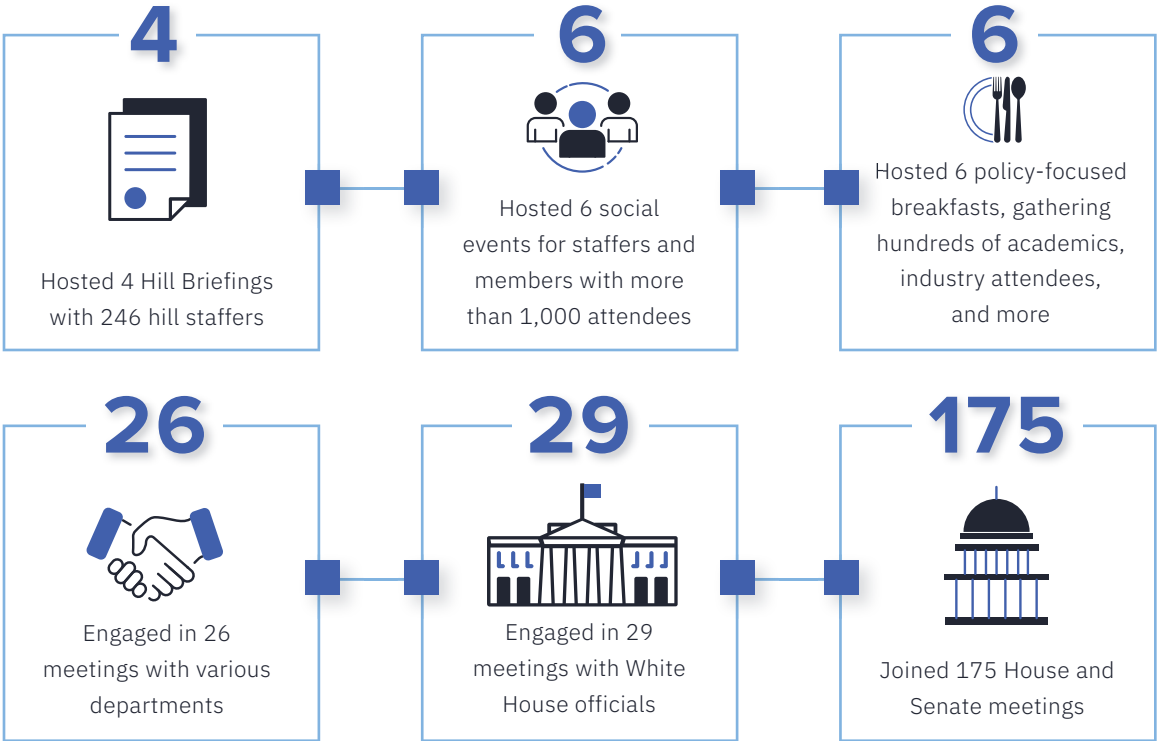 4
Hosted 4 Hill Briefings
with 246 hill staffers
6
Hosted 6 social
events for staffers and
members with more
than 1,000 attendees
6
Hosted 6 policy-focused
breakfasts, gathering
hundreds of academics,
industry attendees,
and more
26
Engaged in 26
meetings with various
departments
29
Engaged in 29
meetings with White
House officials
175
Joined 175 House and
Senate meetings